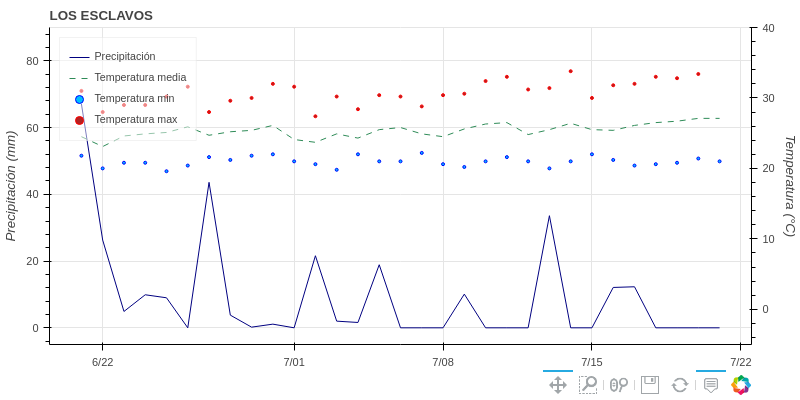 LOS ESCLAVOS
Precipitación
Temperatura media
Temperatura min
Temperatura max
Precipitación (mm)
80
60
40
20
0
Temperatura (°C)
40
30
20
10
0
6/22
7/01
7/08
7/15
7/22